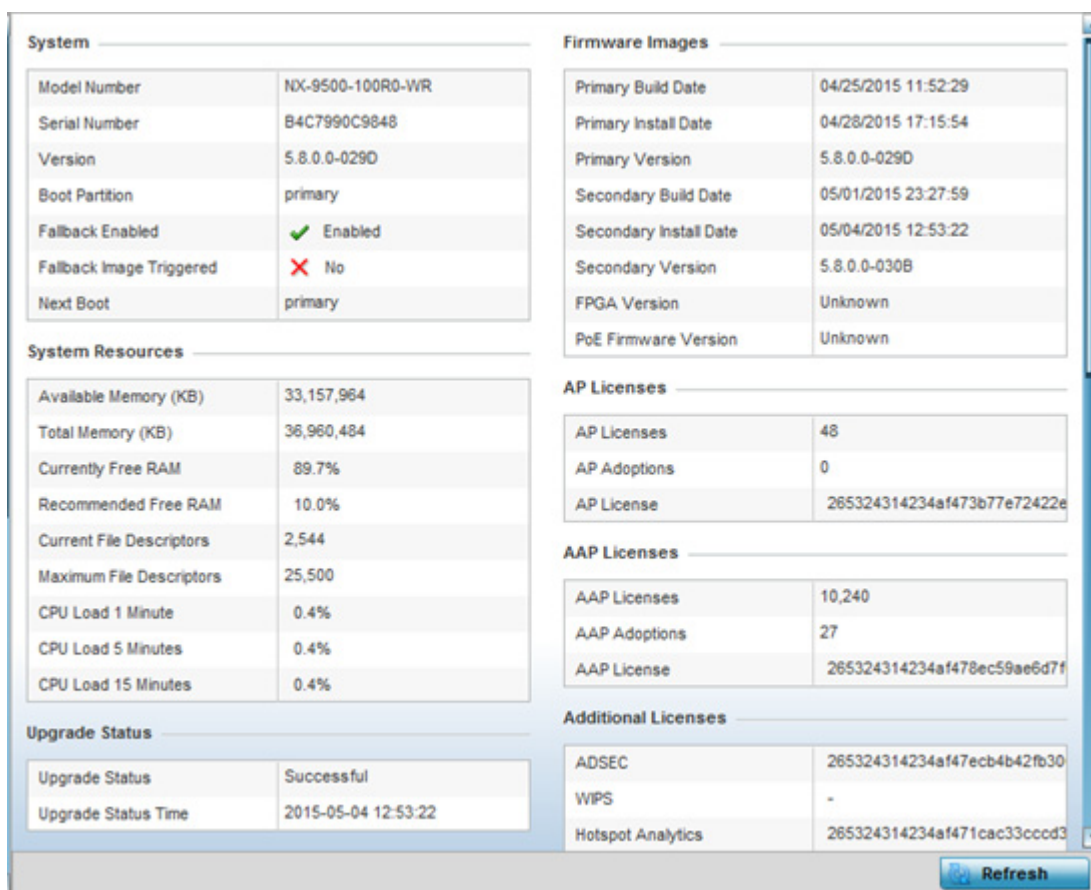 System
Model Number NX-9500-100R0-WR
Serial Number B4C7990C9848
Version 5.8.0.0-029D
Boot Partition primary
Fallback Enabled Enabled
Fallback Image Triggered No
Next Boot primary
System Resources
Available Memory (KB) 33,157,964
Total Memory (KB) 36,960,484
Currently Free RAM 89.7%
Recommended Free RAM 10.0%
Current File Descriptors 2,544
Maximum File Descriptors 25,500
CPU Load 1 Minute 0.4%
CPU Load 5 Minutes 0.4%
CPU Load 15 Minutes 0.4%
Upgrade Status
Upgrade Status Successful
Upgrade Status Time 2015-05-04 12:53:22
Firmware Images
Primary Build Date 04/25/2015 11:52:29
Primary Install Date 04/28/2015 17:15:54
Primary Version 5.8.0.0-029D
Secondary Build Date 05/01/2015 23:27:59
Secondary Install Date 05/04/2015 12:53:22
Secondary Version 5.8.0.0-030B
FPGA Version Unknown
PoE Firmware Version Unknown
AP Licenses
AP Licenses 48
AP Adoptions 0
AP License 265324314234af473b77e72422e
AAP Licenses
AAP Licenses 10,240
AAP Adoptions 27
AAP License 265324314234af478ec59ae6d7f
Additional Licenses
ADSEC 265324314234af47ecb4b42fb30
WIPS -
Hotspot Analytics 265324314234af471cac33cccd3
Refresh